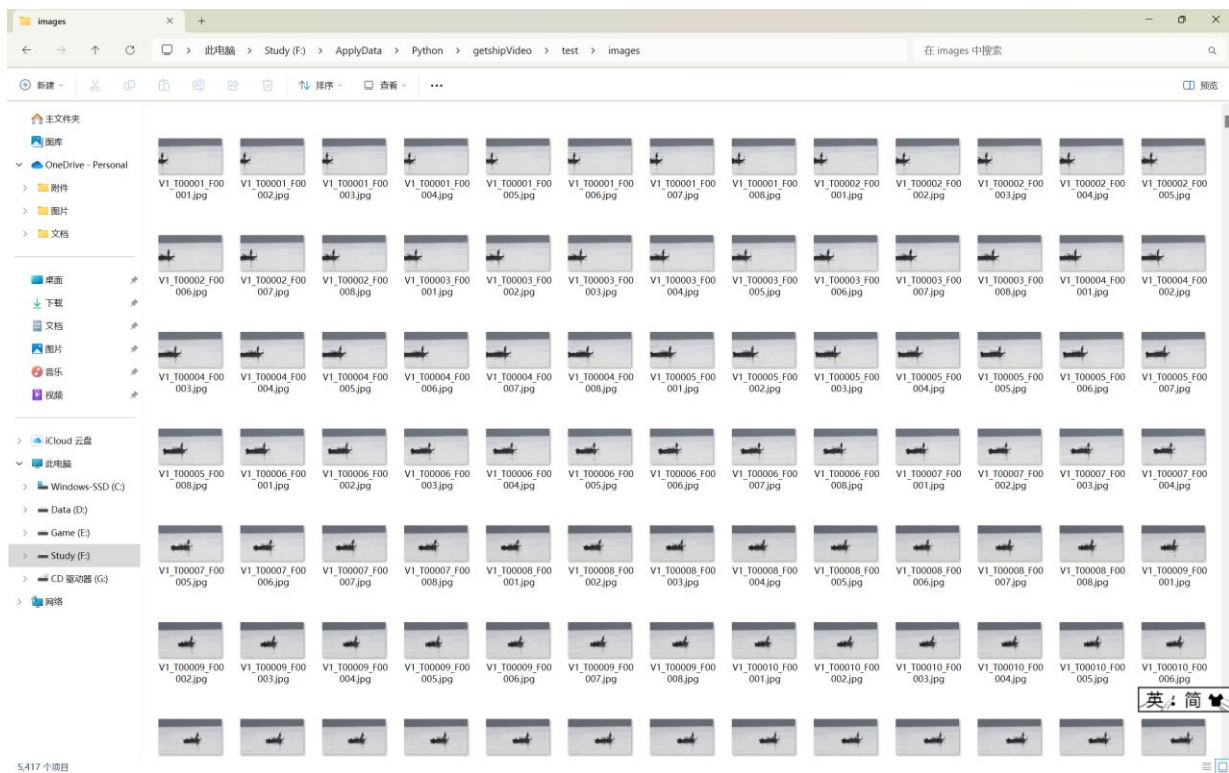 images
此电脑 > Study (F:) > ApplyData > Python > getshipVideo > test > images
在 images 中搜索
新建
排序
查看
预览
主文件夹
图库
OneDrive - Personal
附件
图片
文档
桌面
下载
文档
图片
音乐
视频
iCloud 云盘
此电脑
Windows-SSD (C:)
Data (D:)
Game (E:)
Study (F:)
CD 驱动器 (G:)
网络
V1_T00001_F00 V1_T00001_F00 V1_T00001_F00 V1_T00001_F00 V1_T00001_F00 V1_T00001_F00 V1_T00001_F00 V1_T00001_F00 V1_T00002_F00 V1_T00002_F00 V1_T00002_F00 V1_T00002_F00 V1_T00002_F00
001.jpg 002.jpg 003.jpg 004.jpg 005.jpg 006.jpg 007.jpg 008.jpg 001.jpg 002.jpg 003.jpg 004.jpg 005.jpg
V1_T00002_F00 V1_T00002_F00 V1_T00002_F00 V1_T00003_F00 V1_T00003_F00 V1_T00003_F00 V1_T00003_F00 V1_T00003_F00 V1_T00003_F00 V1_T00003_F00 V1_T00003_F00 V1_T00004_F00 V1_T00004_F00
006.jpg 007.jpg 008.jpg 001.jpg 002.jpg 003.jpg 004.jpg 005.jpg 006.jpg 007.jpg 008.jpg 001.jpg 002.jpg
V1_T00004_F00 V1_T00004_F00 V1_T00004_F00 V1_T00004_F00 V1_T00004_F00 V1_T00004_F00 V1_T00005_F00 V1_T00005_F00 V1_T00005_F00 V1_T00005_F00 V1_T00005_F00 V1_T00005_F00 V1_T00005_F00
003.jpg 004.jpg 005.jpg 006.jpg 007.jpg 008.jpg 001.jpg 002.jpg 003.jpg 004.jpg 005.jpg 006.jpg 007.jpg
V1_T00005_F00 V1_T00006_F00 V1_T00006_F00 V1_T00006_F00 V1_T00006_F00 V1_T00006_F00 V1_T00006_F00 V1_T00006_F00 V1_T00006_F00 V1_T00007_F00 V1_T00007_F00 V1_T00007_F00 V1_T00007_F00
008.jpg 001.jpg 002.jpg 003.jpg 004.jpg 005.jpg 006.jpg 007.jpg 008.jpg 001.jpg 002.jpg 003.jpg 004.jpg
V1_T00007_F00 V1_T00007_F00 V1_T00007_F00 V1_T00007_F00 V1_T00008_F00 V1_T00008_F00 V1_T00008_F00 V1_T00008_F00 V1_T00008_F00 V1_T00008_F00 V1_T00008_F00 V1_T00008_F00 V1_T00009_F00
005.jpg 006.jpg 007.jpg 008.jpg 001.jpg 002.jpg 003.jpg 004.jpg 005.jpg 006.jpg 007.jpg 008.jpg 001.jpg
V1_T00009_F00 V1_T00009_F00 V1_T00009_F00 V1_T00009_F00 V1_T00009_F00 V1_T00009_F00 V1_T00009_F00 V1_T00010_F00 V1_T00010_F00 V1_T00010_F00 V1_T00010_F00 V1_T00010_F00 V1_T00010_F00
002.jpg 003.jpg 004.jpg 005.jpg 006.jpg 007.jpg 008.jpg 001.jpg 002.jpg 003.jpg 004.jpg 005.jpg 006.jpg
英 简
5,417 个项目